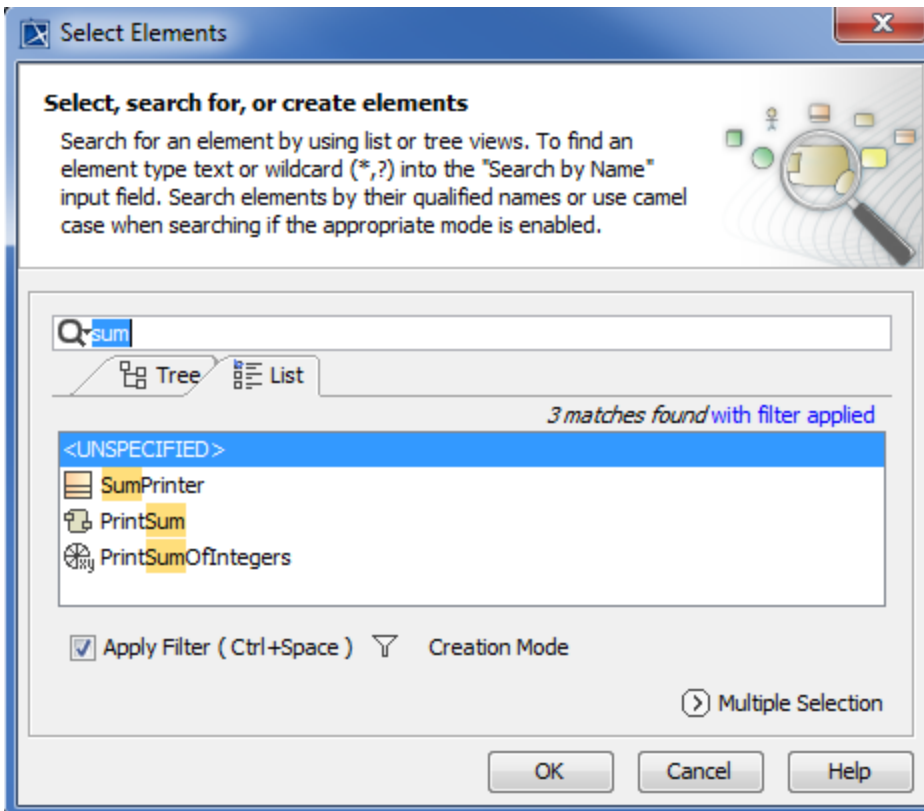 Select Elements
Select, search for, or create elements
Search for an element by using list or tree views. To find an
element type text or wildcard (*,?) into the "Search by Name"
input field. Search elements by their qualified names or use camel
case when searching if the appropriate mode is enabled.
sum
Tree List
3 matches found with filter applied
<UNSPECIFIED>
SumPrinter
PrintSum
PrintSumOfIntegers
Apply Filter ( Ctrl+Space ) Creation Mode
Multiple Selection
OK Cancel Help